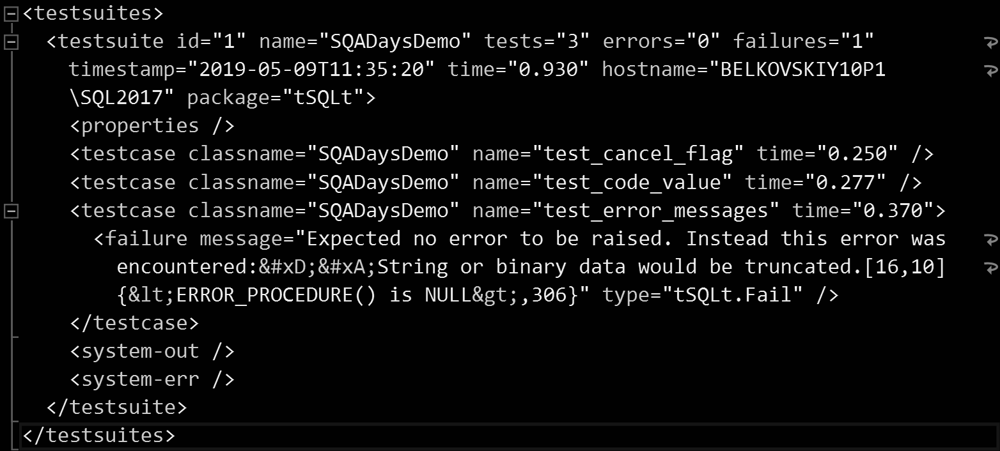 <testsuites>
<testsuite id="1" name="SQADaysDemo" tests="3" errors="0" failures="1"
timestamp="2019-05-09T11:35:20" time="0.930" hostname="BELKOVSKIY10P1
\SQL2017" package="tSQLt">
<properties />
<testcase classname="SQADaysDemo" name="test_cancel_flag" time="0.250" />
<testcase classname="SQADaysDemo" name="test_code_value" time="0.277" />
<testcase classname="SQADaysDemo" name="test_error_messages" time="0.370">
<failure message="Expected no error to be raised. Instead this error was
encountered:&#xD;&#xA;String or binary data would be truncated.[16,10]
{&lt;ERROR_PROCEDURE() is NULL&gt;,306}" type="tSQLt.Fail" />
</testcase>
<system-out />
<system-err />
</testsuite>
</testsuites>